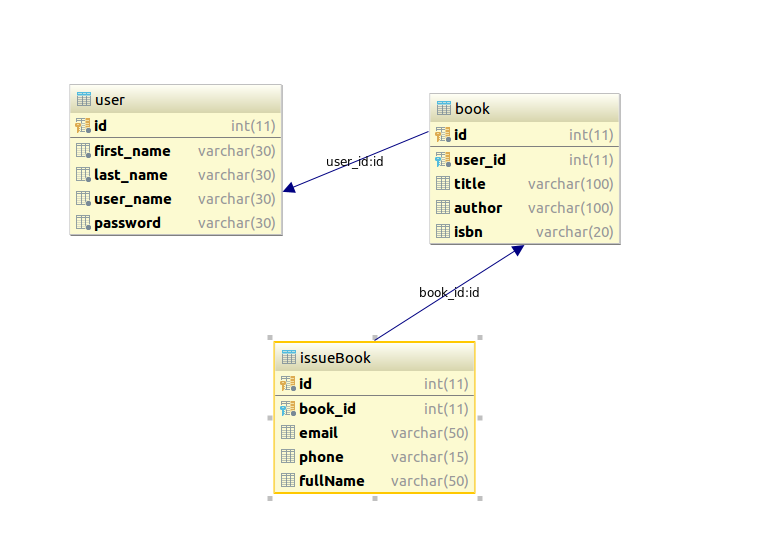 user
id int(11)
first_name varchar(30)
last_name varchar(30)
user_name varchar(30)
password varchar(30)
user_id:id
book
id int(11)
user_id int(11)
title varchar(100)
author varchar(100)
isbn varchar(20)
book_id:id
issueBook
id int(11)
book_id int(11)
email varchar(50)
phone varchar(15)
fullName varchar(50)